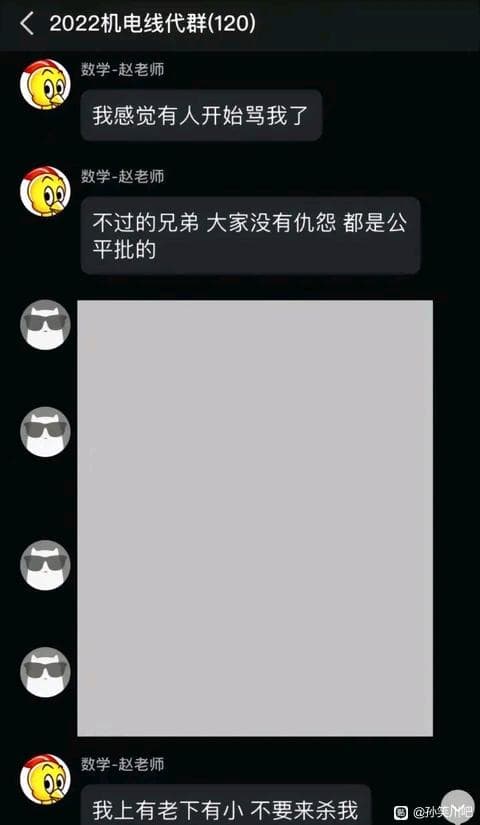 2022机电线代群(120)
数学-赵老师
我感觉有人开始骂我了
数学-赵老师
不过的兄弟 大家没有仇怨 都是公
平批的
数学-赵老师
我上有老下有小 不要来杀我
贴 @孙笑川吧